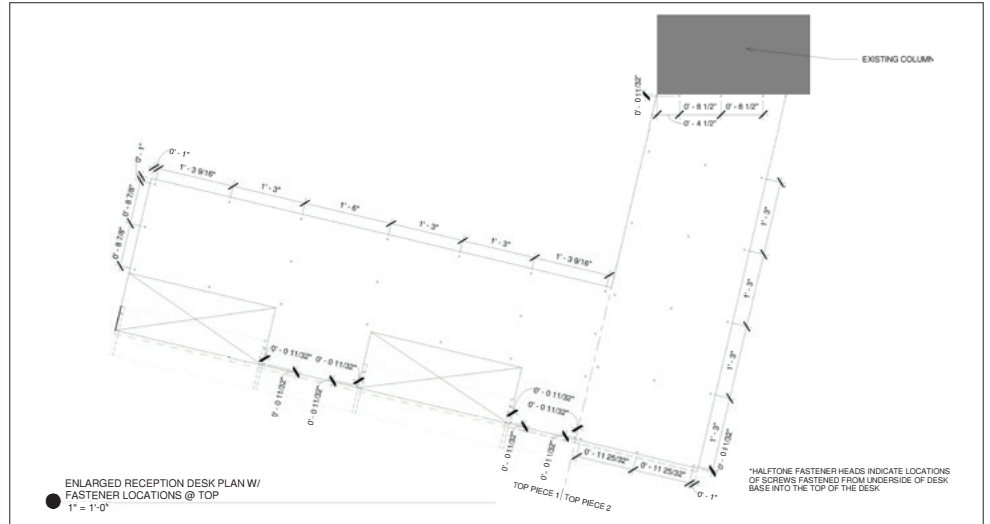 EXISTING COLUMN
0' - 0 11/32"
0' - 8 1/2"
0' - 8 1/2"
0' - 4 1/2"
0' - 1"
0' - 1"
1' - 3 9/16"
1' - 3"
1' - 6"
1' - 3"
1' - 3"
1' - 3 9/16"
0' - 8 7/8"
0' - 8 7/8"
1' - 3"
1' - 3"
1' - 3"
1' - 3"
0' - 0 11/32"
0' - 0 11/32"
0' - 0 11/32"
0' - 0 11/32"
0' - 0 11/32"
0' - 0 11/32"
0' - 0 11/32"
0' - 0 11/32"
0' - 0 11/32"
0' - 11 25/32"
0' - 11 25/32"
0' - 1"
TOP PIECE 1
TOP PIECE 2
*HALFTONE FASTENER HEADS INDICATE LOCATIONS
OF SCREWS FASTENED FROM UNDERSIDE OF DESK
BASE INTO THE TOP OF THE DESK
ENLARGED RECEPTION DESK PLAN W/
FASTENER LOCATIONS @ TOP
1" = 1'-0"